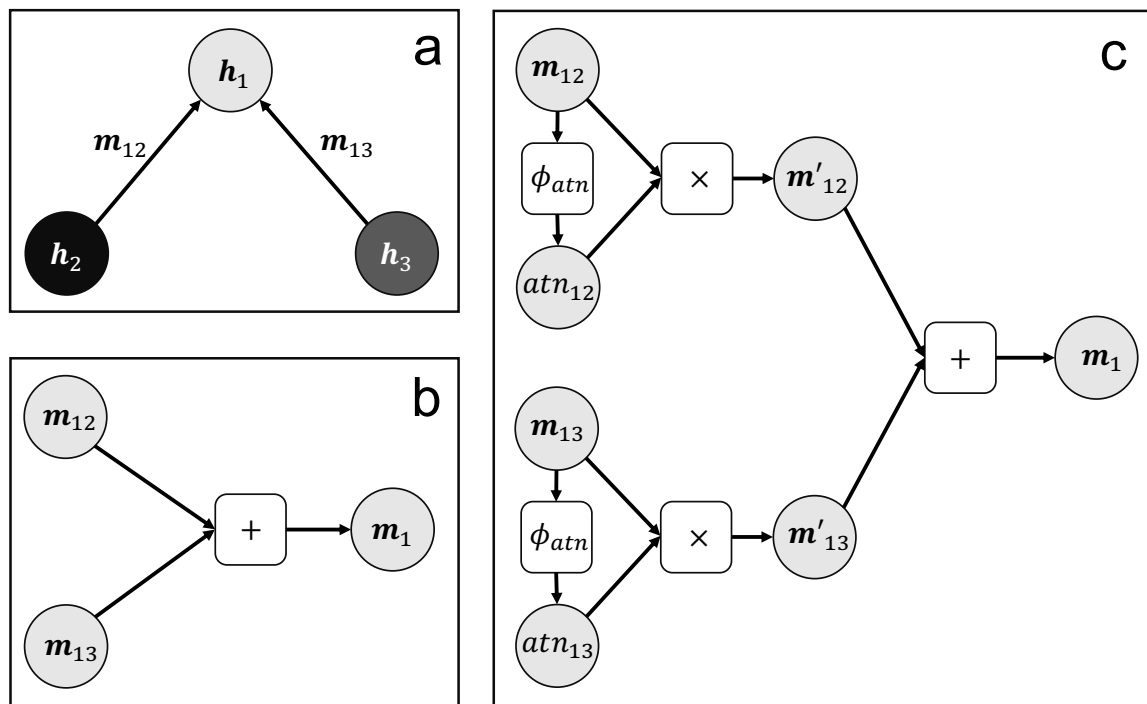 a
h₁
m₁₂
m₁₃
h₂
h₃
b
m₁₂
+
m₁
m₁₃
c
m₁₂
ϕₐₜₙ
×
m'₁₂
atn₁₂
+
m₁
m₁₃
ϕₐₜₙ
×
m'₁₃
atn₁₃